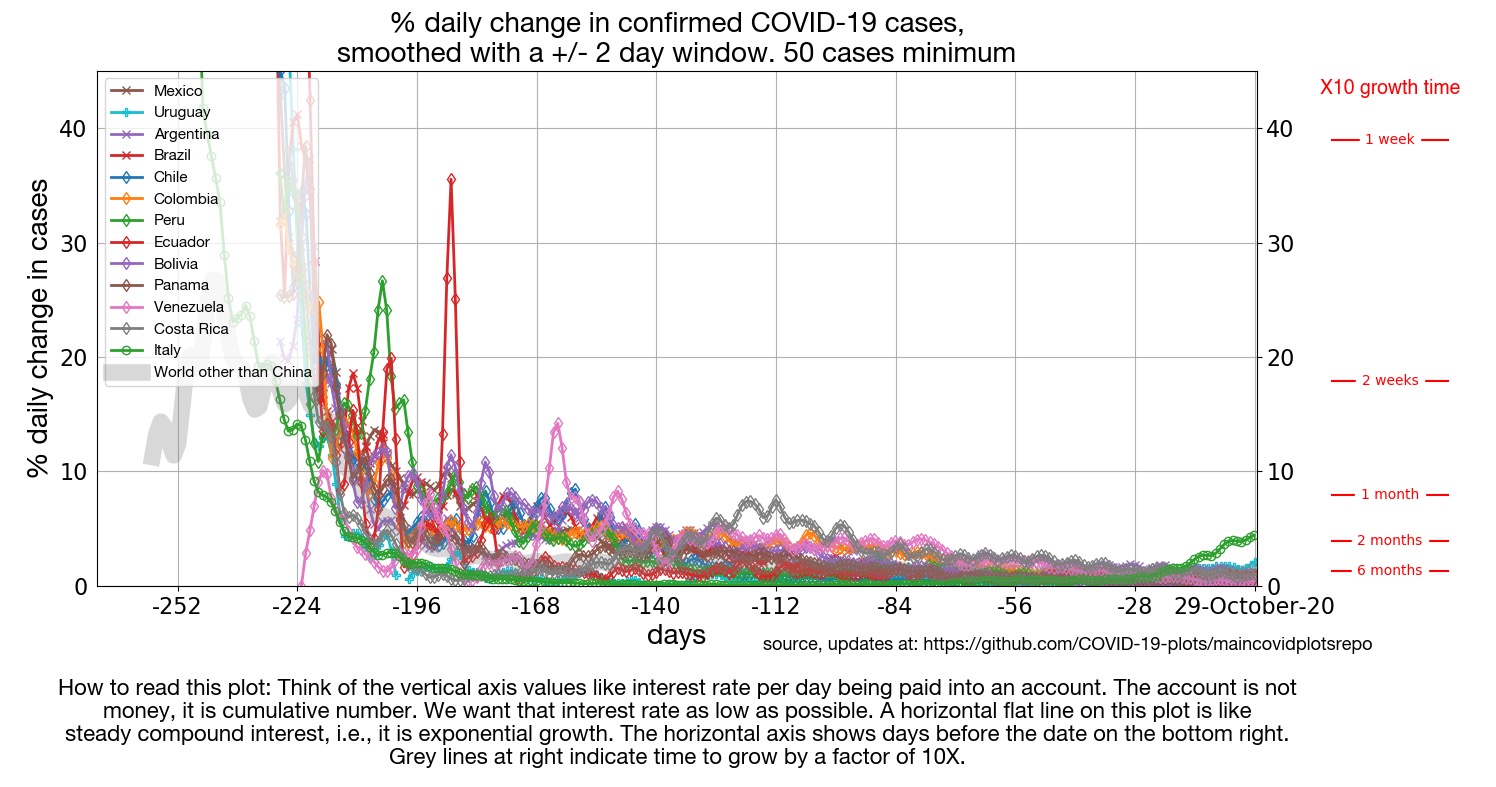 % daily change in confirmed COVID-19 cases,
smoothed with a +/- 2 day window. 50 cases minimum
% daily change in cases
40
30
20
10
0
Mexico
Uruguay
Argentina
Brazil
Chile
Colombia
Peru
Ecuador
Bolivia
Panama
Venezuela
Costa Rica
Italy
World other than China
40
30
20
10
0
X10 growth time
1 week
2 weeks
1 month
2 months
6 months
-252 -224 -196 -168 -140 -112 -84 -56 -28 29-October-20
days
source, updates at: https://github.com/COVID-19-plots/maincovidplotsrepo
How to read this plot: Think of the vertical axis values like interest rate per day being paid into an account. The account is not
money, it is cumulative number. We want that interest rate as low as possible. A horizontal flat line on this plot is like
steady compound interest, i.e., it is exponential growth. The horizontal axis shows days before the date on the bottom right.
Grey lines at right indicate time to grow by a factor of 10X.